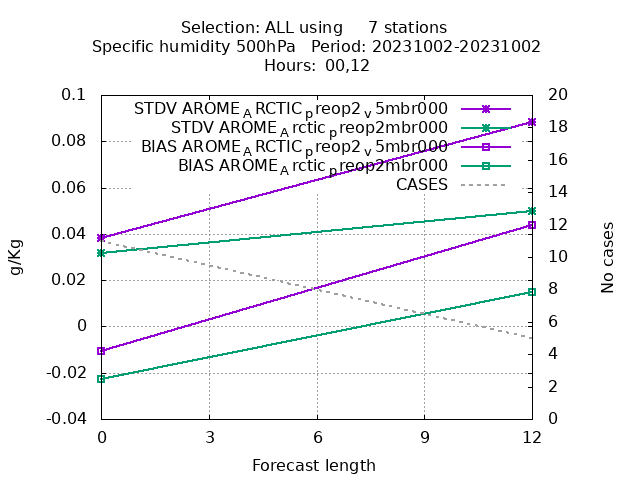 Selection: ALL using 7 stations
Specific humidity 500hPa Period: 20231002-20231002
Hours: 00,12
0.1
0.08
0.06
0.04
0.02
0
-0.02
-0.04
g/Kg
STDV AROME_ARCTIC_preop2_v5mbr000
STDV AROME_Arctic_preop2mbr000
BIAS AROME_ARCTIC_preop2_v5mbr000
BIAS AROME_Arctic_preop2mbr000
CASES
20
18
16
14
12
10
8
6
4
2
0
No cases
0 3 6 9 12
Forecast length